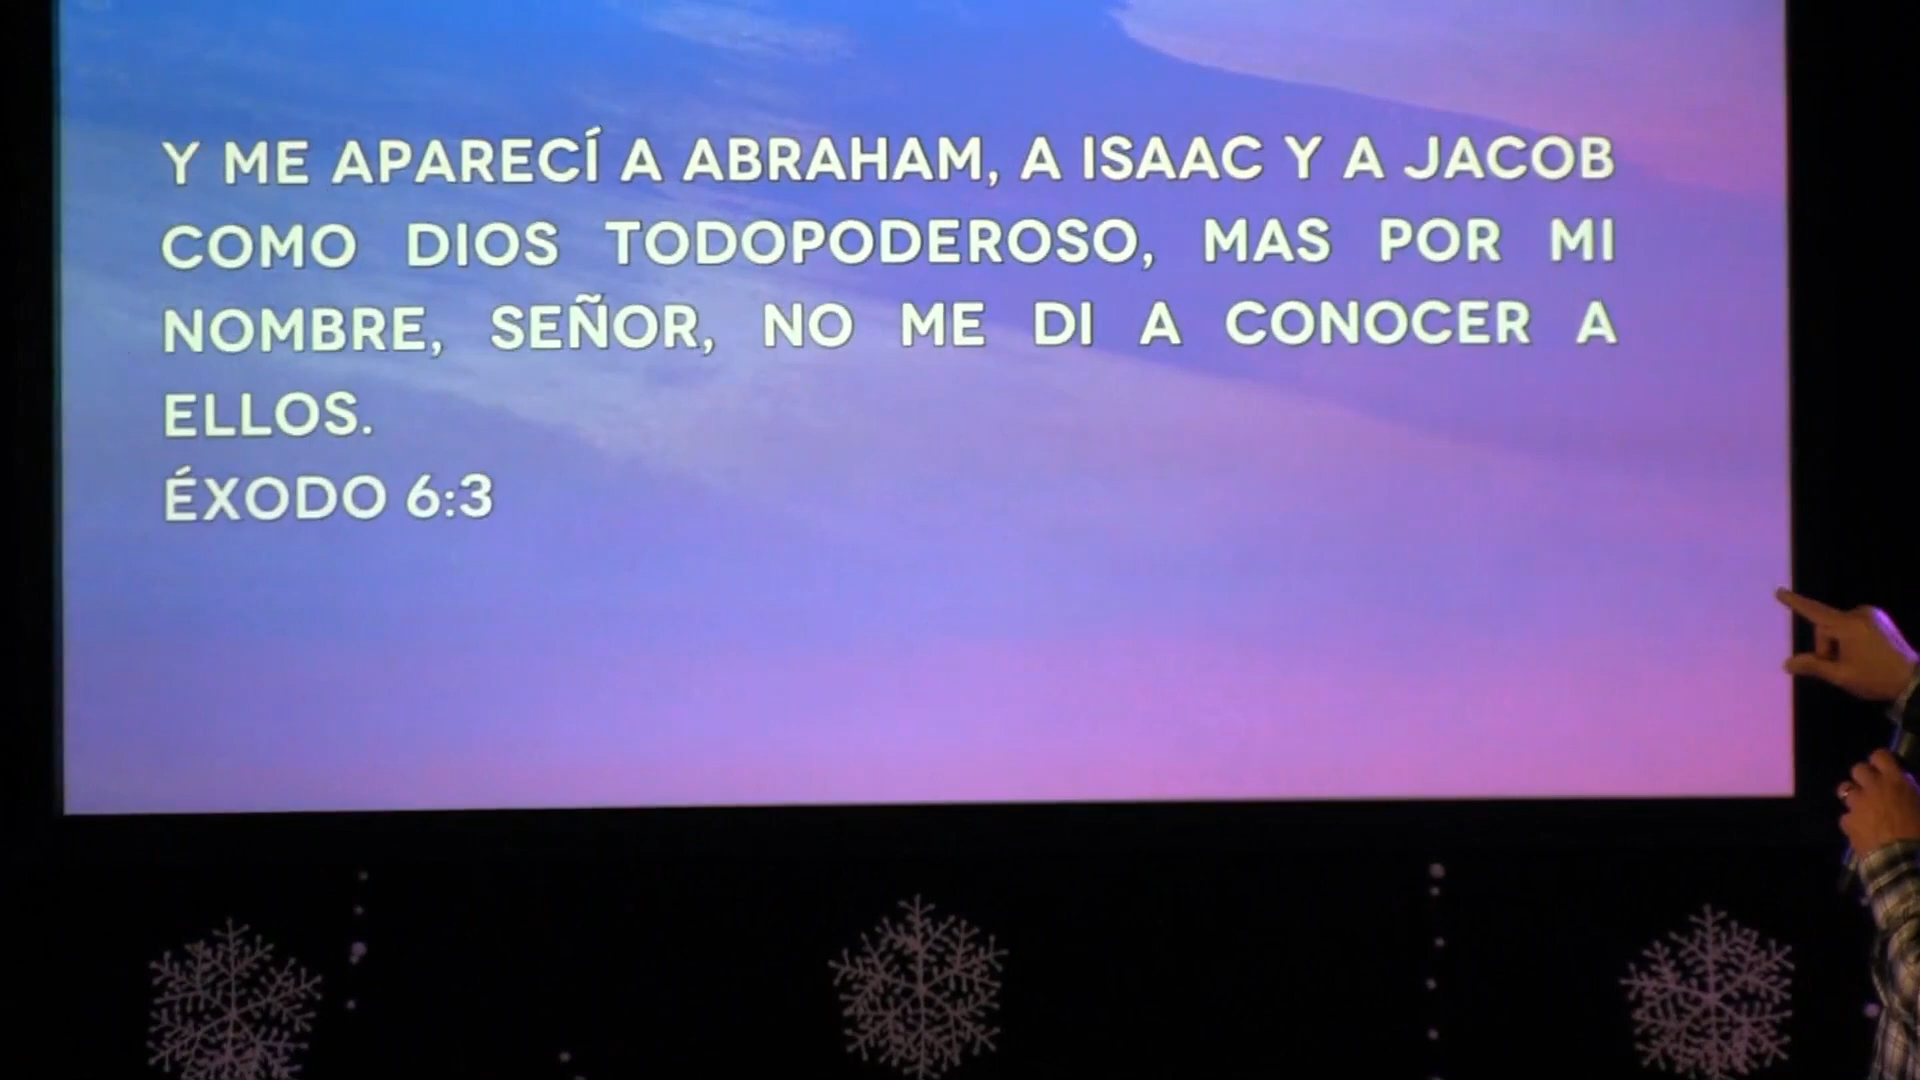 Y ME APARECÍ A ABRAHAM, A ISAAC Y A JACOB
COMO DIOS TODOPODEROSO, MAS POR MI
NOMBRE, SEÑOR, NO ME DI A CONOCER A
ELLOS.
ÉXODO 6:3